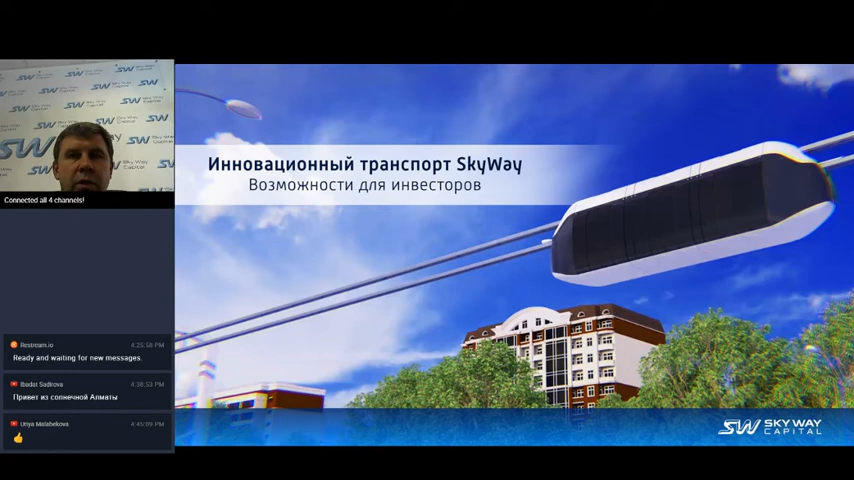 Инновационный транспорт SkyWay
Возможности для инвесторов
Connected all 4 channels!
Restream.io 4:25:58 PM
Ready and waiting for new messages.
Ibadat Sadirova 4:38:53 PM
Привет из солнечной Алматы
Uriya Malabekova 4:45:09 PM
SW SKY WAY
CAPITAL